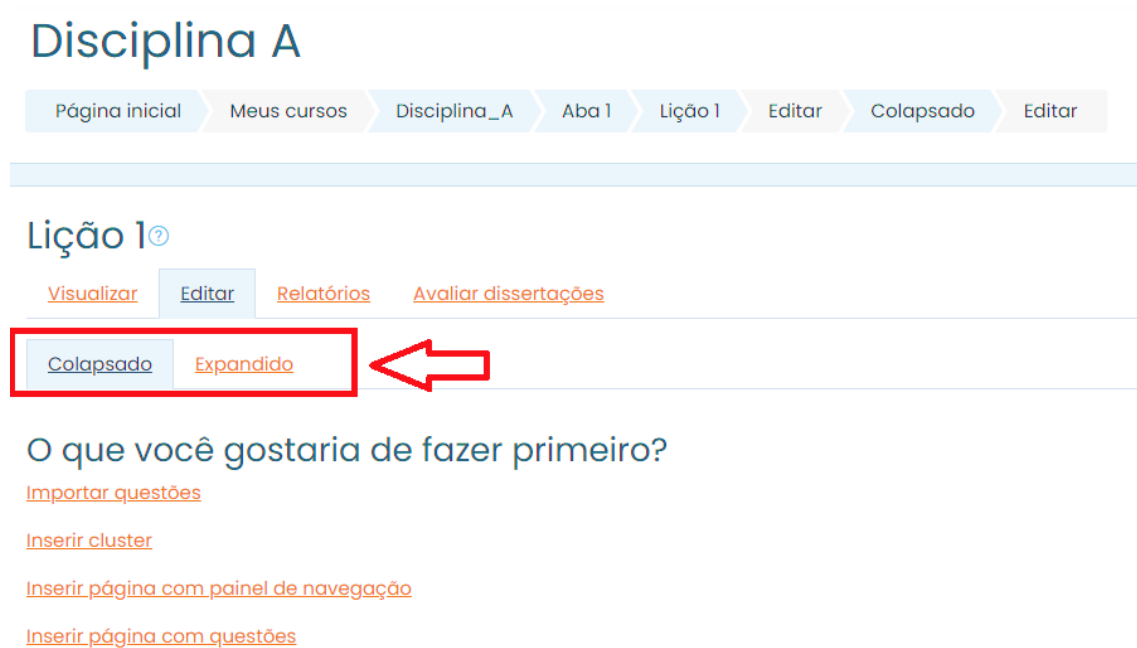 Disciplina A
Página inicial Meus cursos Disciplina_A Aba 1 Lição 1 Editar Colapsado Editar
Lição 1 ?
Visualizar Editar Relatórios Avaliar dissertações
Colapsado Expandido
O que você gostaria de fazer primeiro?
Importar questões
Inserir cluster
Inserir página com painel de navegação
Inserir página com questões